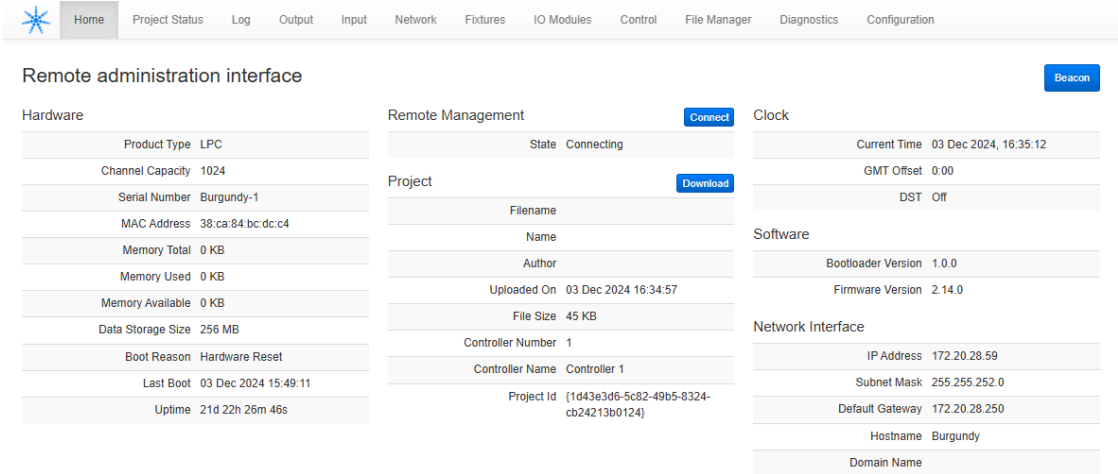 Home Project Status Log Output Input Network Fixtures IO Modules Control File Manager Diagnostics Configuration
Remote administration interface
Beacon
Hardware
Product Type LPC
Channel Capacity 1024
Serial Number Burgundy-1
MAC Address 38:ca:84:bc:dc:c4
Memory Total 0 KB
Memory Used 0 KB
Memory Available 0 KB
Data Storage Size 256 MB
Boot Reason Hardware Reset
Last Boot 03 Dec 2024 15:49:11
Uptime 21d 22h 26m 46s
Remote Management
Connect
State Connecting
Project
Download
Filename
Name
Author
Uploaded On 03 Dec 2024 16:34:57
File Size 45 KB
Controller Number 1
Controller Name Controller 1
Project Id {1d43e3d6-5c82-49b5-8324-
cb24213b0124}
Clock
Current Time 03 Dec 2024, 16:35:12
GMT Offset 0:00
DST Off
Software
Bootloader Version 1.0.0
Firmware Version 2.14.0
Network Interface
IP Address 172.20.28.59
Subnet Mask 255.255.252.0
Default Gateway 172.20.28.250
Hostname Burgundy
Domain Name